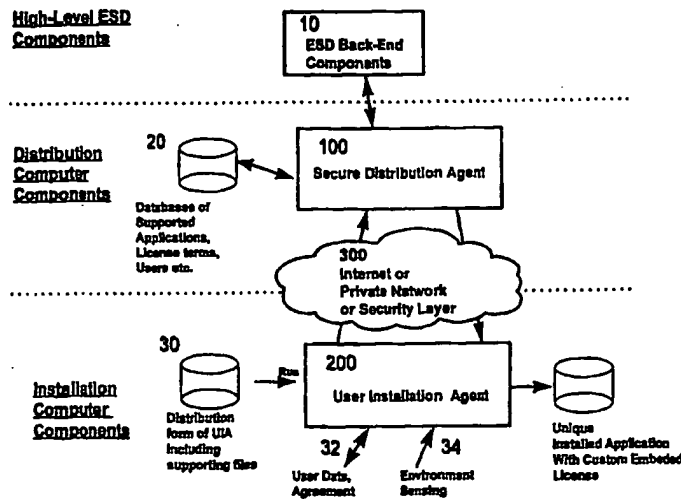 High-Level ESD
Components
10
ESD Back-End
Components
Distribution
Computer
Components
20
Databases of
Supported
Applications,
License terms,
Users etc.
100
Secure Distribution Agent
300
Internet or
Private Network
or Security Layer
Installation
Computer
Components
30
Distribution
form of UIA
including
supporting files
Run
200
User Installation Agent
32
User Data,
Agreement
34
Environment
Sensing
Unique
Installed Application
With Custom Embeded
License